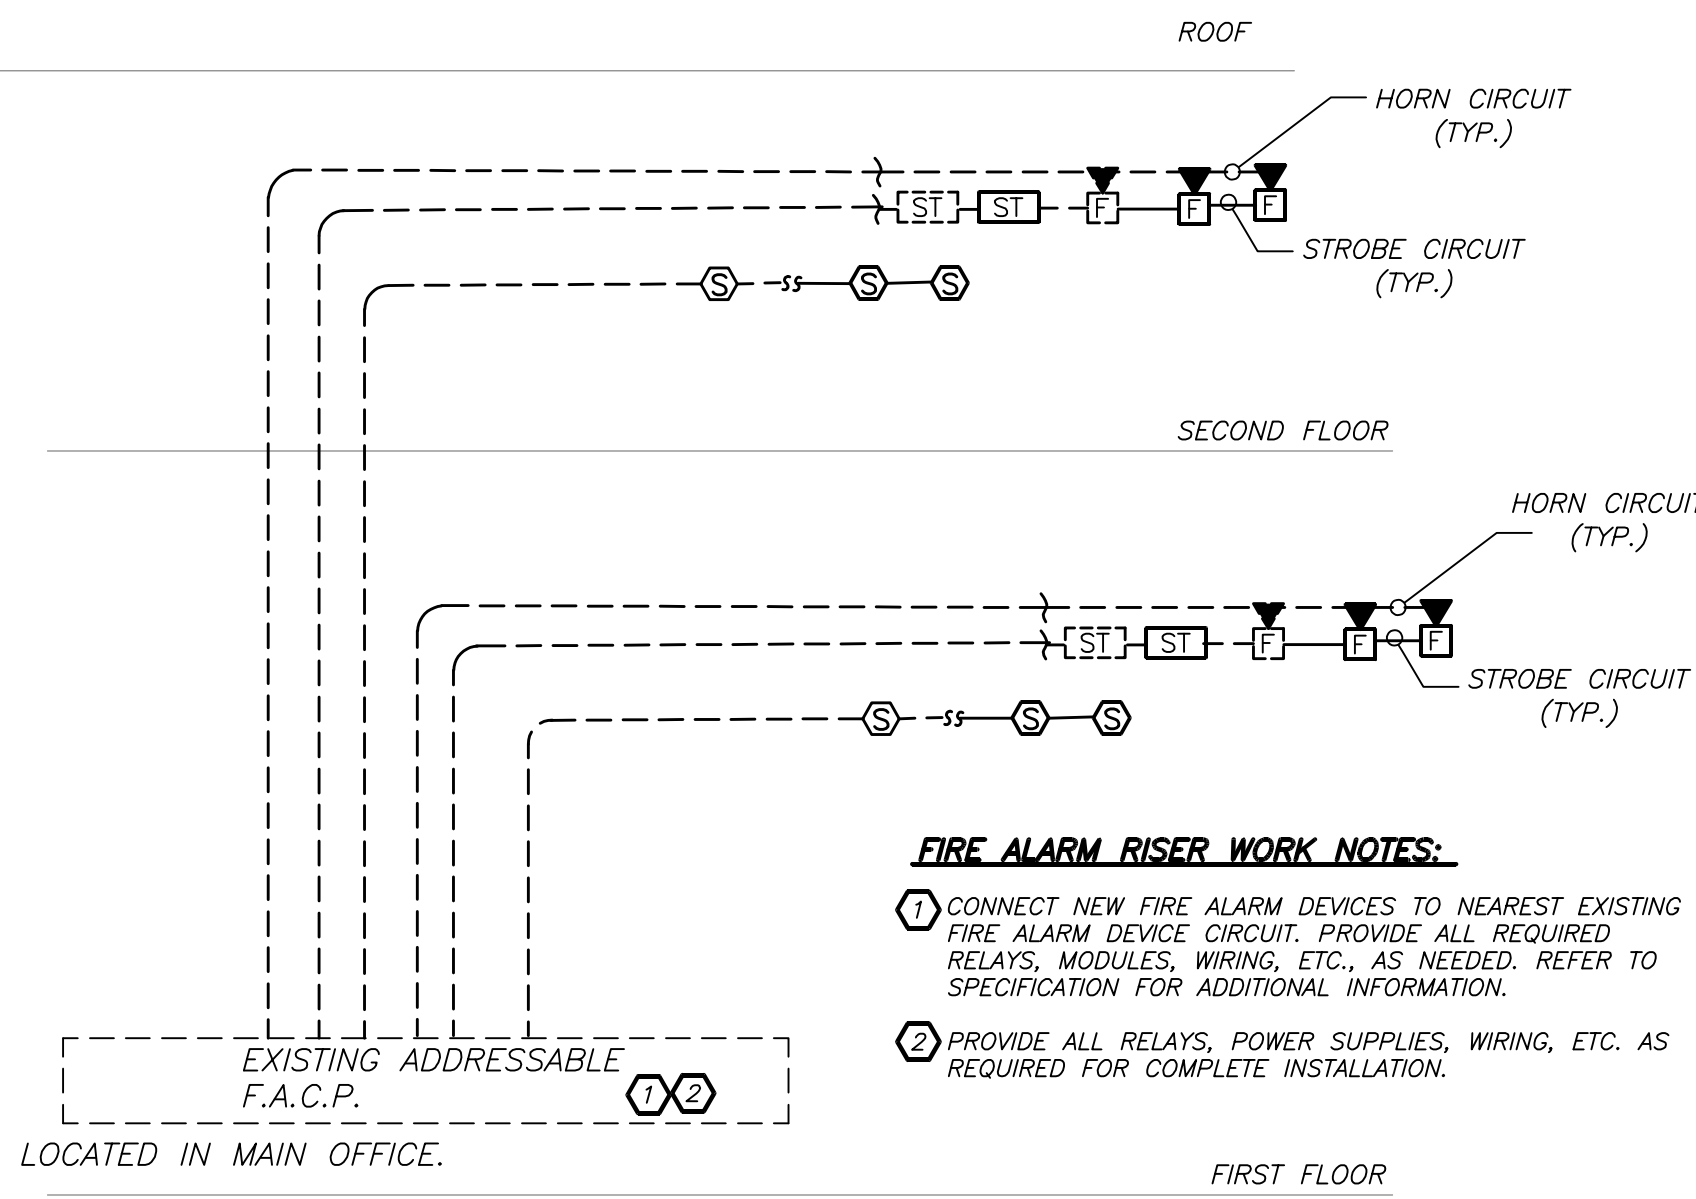 ROOF
HORN CIRCUIT
(TYP.)
ST ST F F F
STROBE CIRCUIT
(TYP.)
S S S
SECOND FLOOR
HORN CIRCUIT
(TYP.)
ST ST F F F
STROBE CIRCUIT
(TYP.)
S S S
FIRE ALARM RISER WORK NOTES:
1 CONNECT NEW FIRE ALARM DEVICES TO NEAREST EXISTING
FIRE ALARM DEVICE CIRCUIT. PROVIDE ALL REQUIRED
RELAYS, MODULES, WIRING, ETC., AS NEEDED. REFER TO
SPECIFICATION FOR ADDITIONAL INFORMATION.
2 PROVIDE ALL RELAYS, POWER SUPPLIES, WIRING, ETC. AS
REQUIRED FOR COMPLETE INSTALLATION.
EXISTING ADDRESSABLE
F.A.C.P. 1 2
LOCATED IN MAIN OFFICE.
FIRST FLOOR